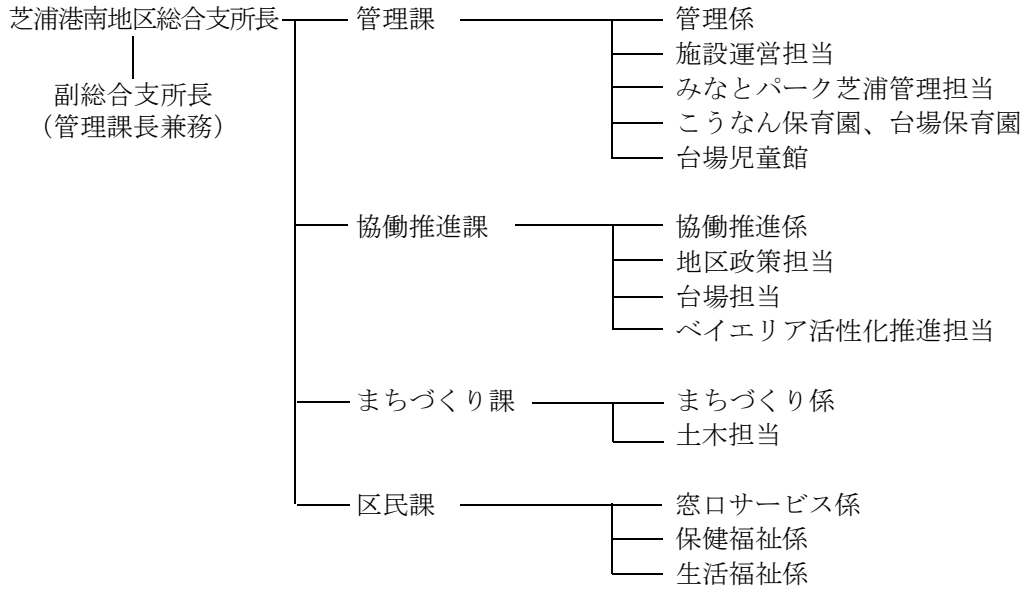 芝浦港南地区総合支所長
副総合支所長
（管理課長兼務）
管理課
管理係
施設運営担当
みなとパーク芝浦管理担当
こうなん保育園、台場保育園
台場児童館
協働推進課
協働推進係
地区政策担当
台場担当
ベイエリア活性化推進担当
まちづくり課
まちづくり係
土木担当
区民課
窓口サービス係
保健福祉係
生活福祉係